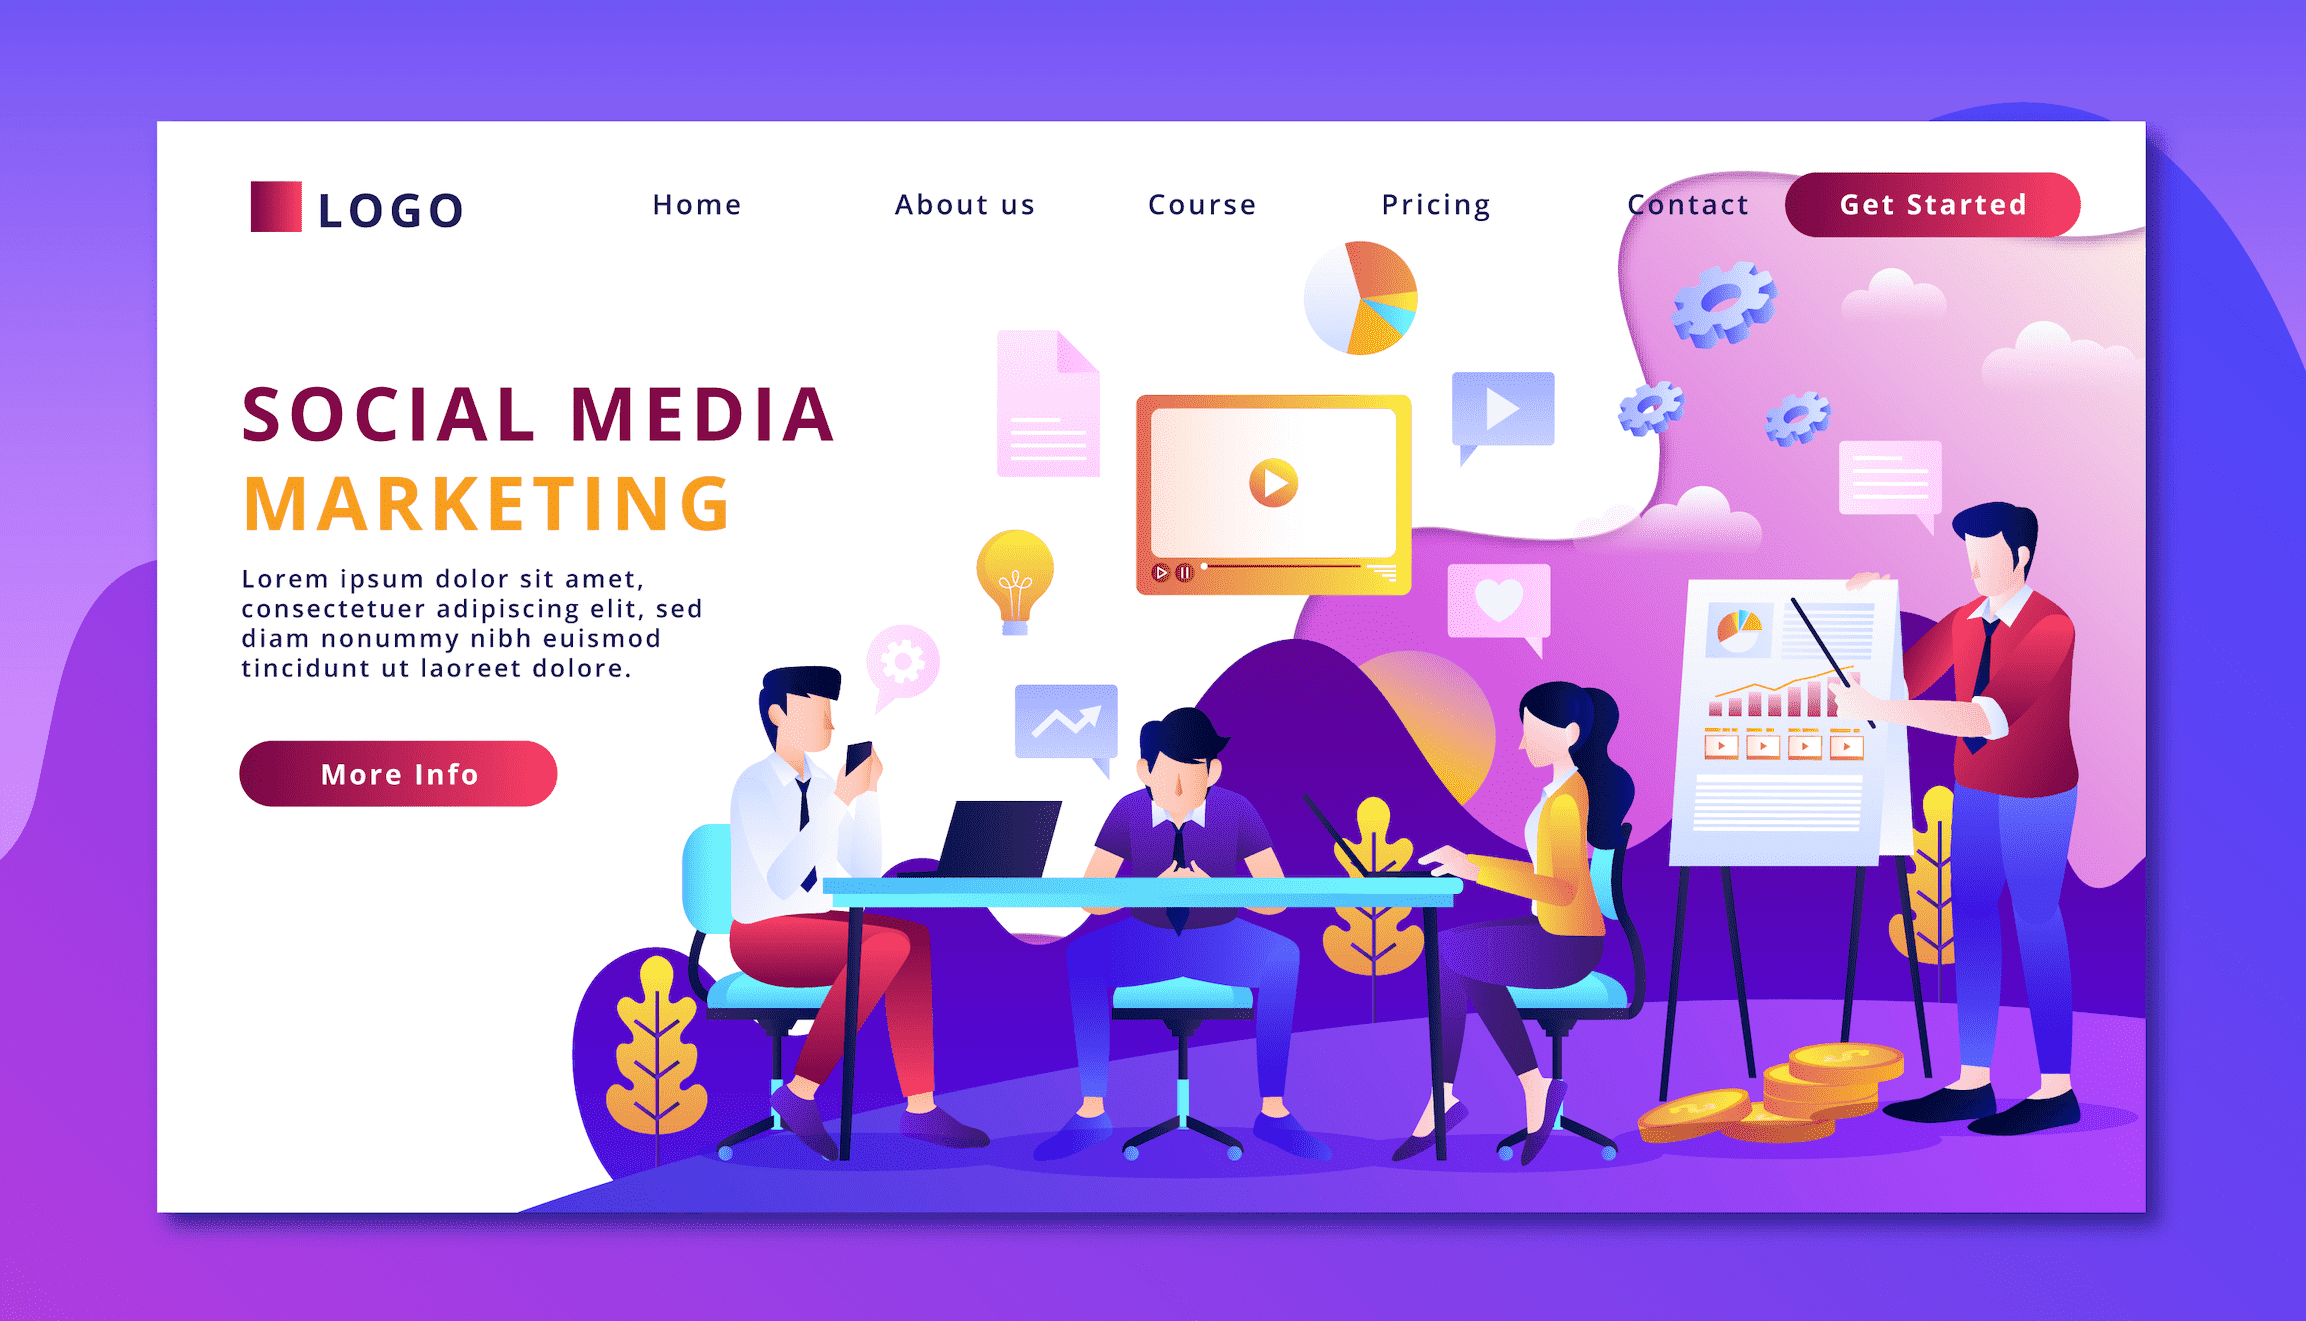 LOGO
Home
About us
Course
Pricing
Contact
Get Started
SOCIAL MEDIA
MARKETING
Lorem ipsum dolor sit amet,
consectetuer adipiscing elit, sed
diam nonummy nibh euismod
tincidunt ut laoreet dolore.
More Info